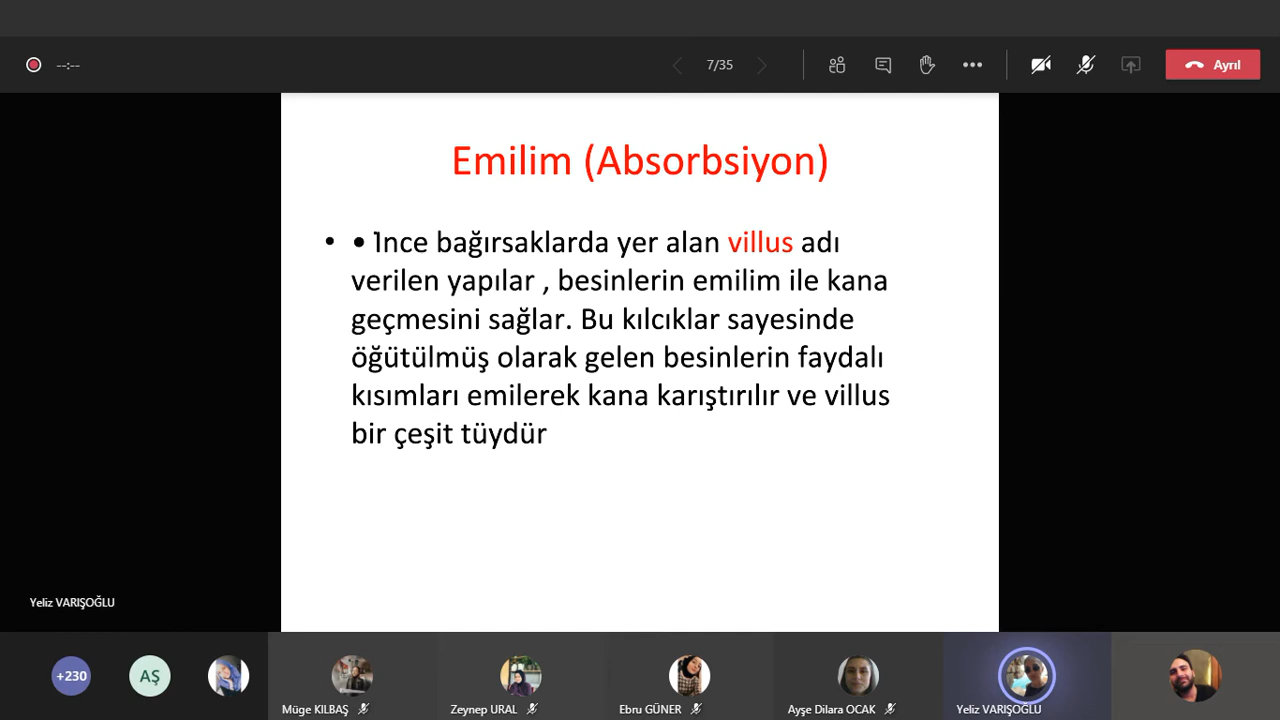 --:--
7/35
Ayrıl
Emilim (Absorbsiyon)
• • İnce bağırsaklarda yer alan villus adı
verilen yapılar , besinlerin emilim ile kana
geçmesini sağlar. Bu kılcıklar sayesinde
öğütülmüş olarak gelen besinlerin faydalı
kısımları emilerek kana karıştırılır ve villus
bir çeşit tüydür
Yeliz VARIŞOĞLU
+230
AŞ
Müge KILBAŞ
Zeynep URAL
Ebru GÜNER
Ayşe Dilara OCAK
Yeliz VARIŞOĞLU